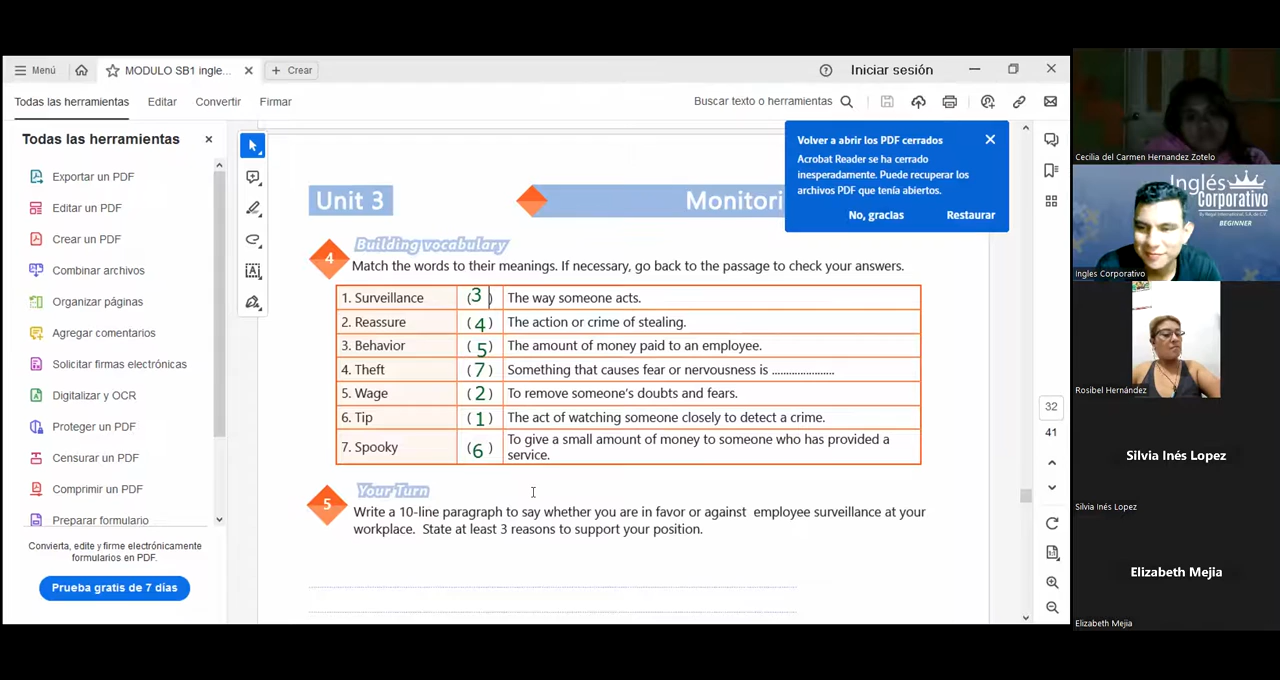 Menú
MODULO SB1 ingle...
Crear
Iniciar sesión
Todas las herramientas
Editar
Convertir
Firmar
Buscar texto o herramientas
Todas las herramientas
Exportar un PDF
Editar un PDF
Crear un PDF
Combinar archivos
Organizar páginas
Agregar comentarios
Solicitar firmas electrónicas
Digitalizar y OCR
Proteger un PDF
Censurar un PDF
Comprimir un PDF
Preparar formulario
Convierta, edite y firme electrónicamente
formularios en PDF.
Prueba gratis de 7 días
Volver a abrir los PDF cerrados
Acrobat Reader se ha cerrado
inesperadamente. Puede recuperar los
archivos PDF que tenía abiertos.
No, gracias Restaurar
Unit 3 Monitori
4 Building vocabulary
Match the words to their meanings. If necessary, go back to the passage to check your answers.
1. Surveillance (3) The way someone acts.
2. Reassure (4) The action or crime of stealing.
3. Behavior (5) The amount of money paid to an employee.
4. Theft (7) Something that causes fear or nervousness is .....................
5. Wage (2) To remove someone's doubts and fears.
6. Tip (1) The act of watching someone closely to detect a crime.
7. Spooky (6) To give a small amount of money to someone who has provided a
service.
5 Your Turn
Write a 10-line paragraph to say whether you are in favor or against employee surveillance at your
workplace. State at least 3 reasons to support your position.
32
41
Cecilia del Carmen Hernandez Zotelo
Inglés
Corporativo
By Regal International, S.A. de C.V.
BEGINNER
Ingles Corporativo
Rosibel Hernández
Silvia Inés Lopez
Silvia Inés Lopez
Elizabeth Mejia
Elizabeth Mejia